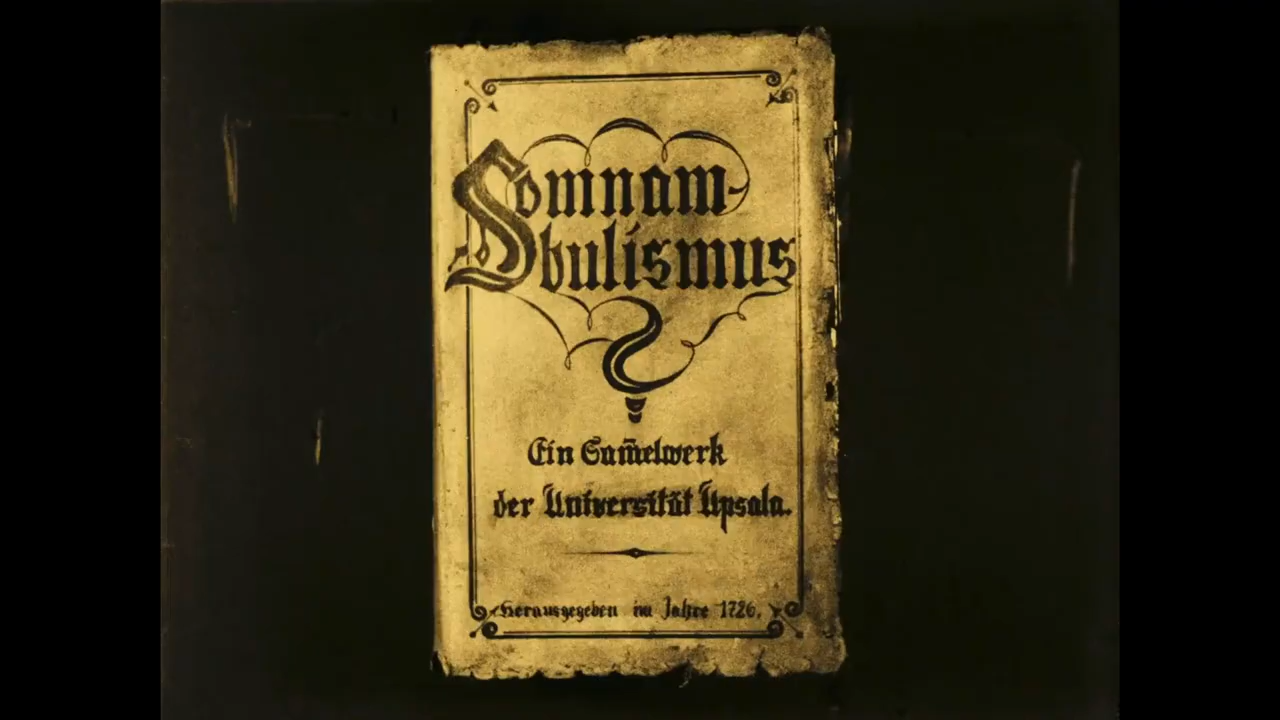 Somnam-
bulismus
Ein Sam̄elwerk
der Universität Upsala.
Herausgegeben im Jahre 1726.